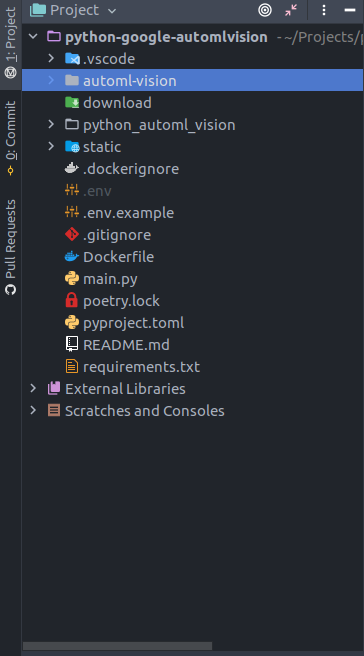 Project
1: Project
0: Commit
Pull Requests
python-google-automlvision ~/Projects/p
.vscode
automl-vision
download
python_automl_vision
static
.dockerignore
.env
.env.example
.gitignore
Dockerfile
main.py
poetry.lock
pyproject.toml
README.md
requirements.txt
External Libraries
Scratches and Consoles